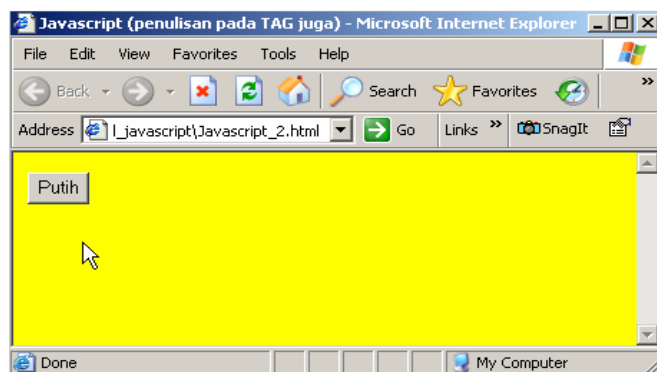 Javascript (penulisan pada TAG juga) - Microsoft Internet Explorer
File Edit View Favorites Tools Help
Back Search Favorites »
Address l_javascript\Javascript_2.html Go Links » SnagIt
Putih
Done My Computer